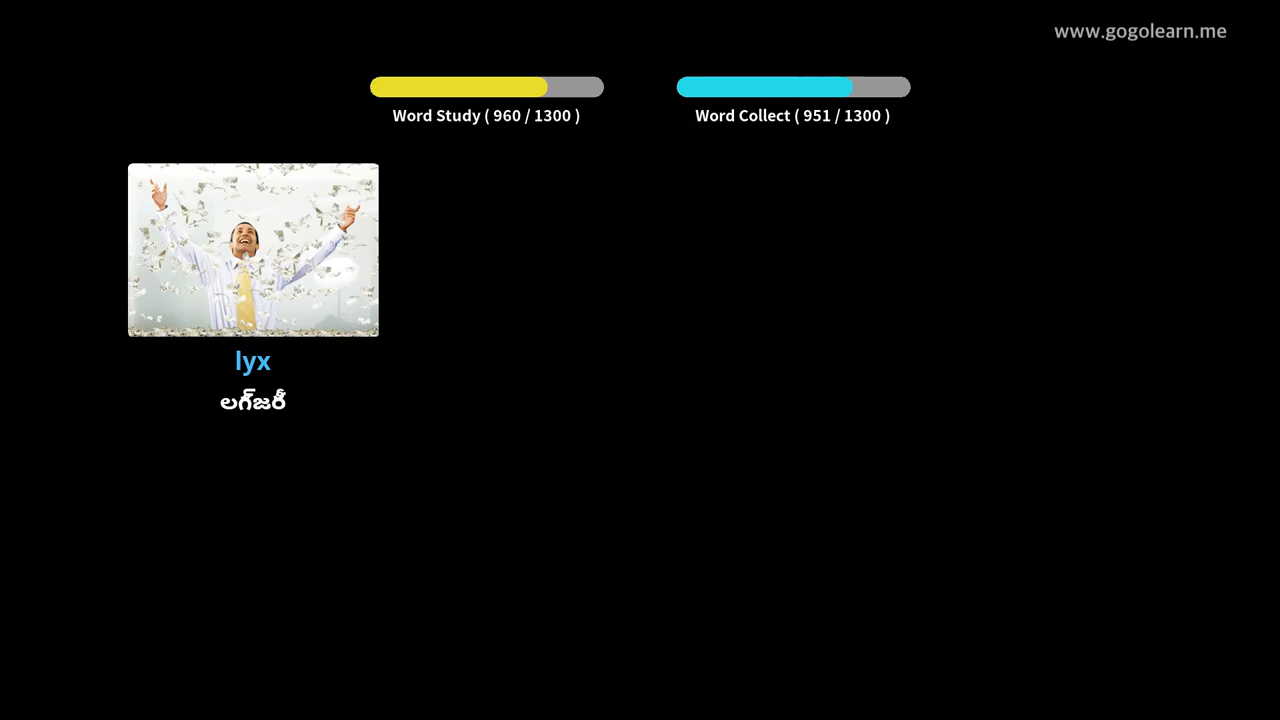 www.gogolearn.me
Word Study ( 960 / 1300 )
Word Collect ( 951 / 1300 )
lyx
లగ్‌జరీ